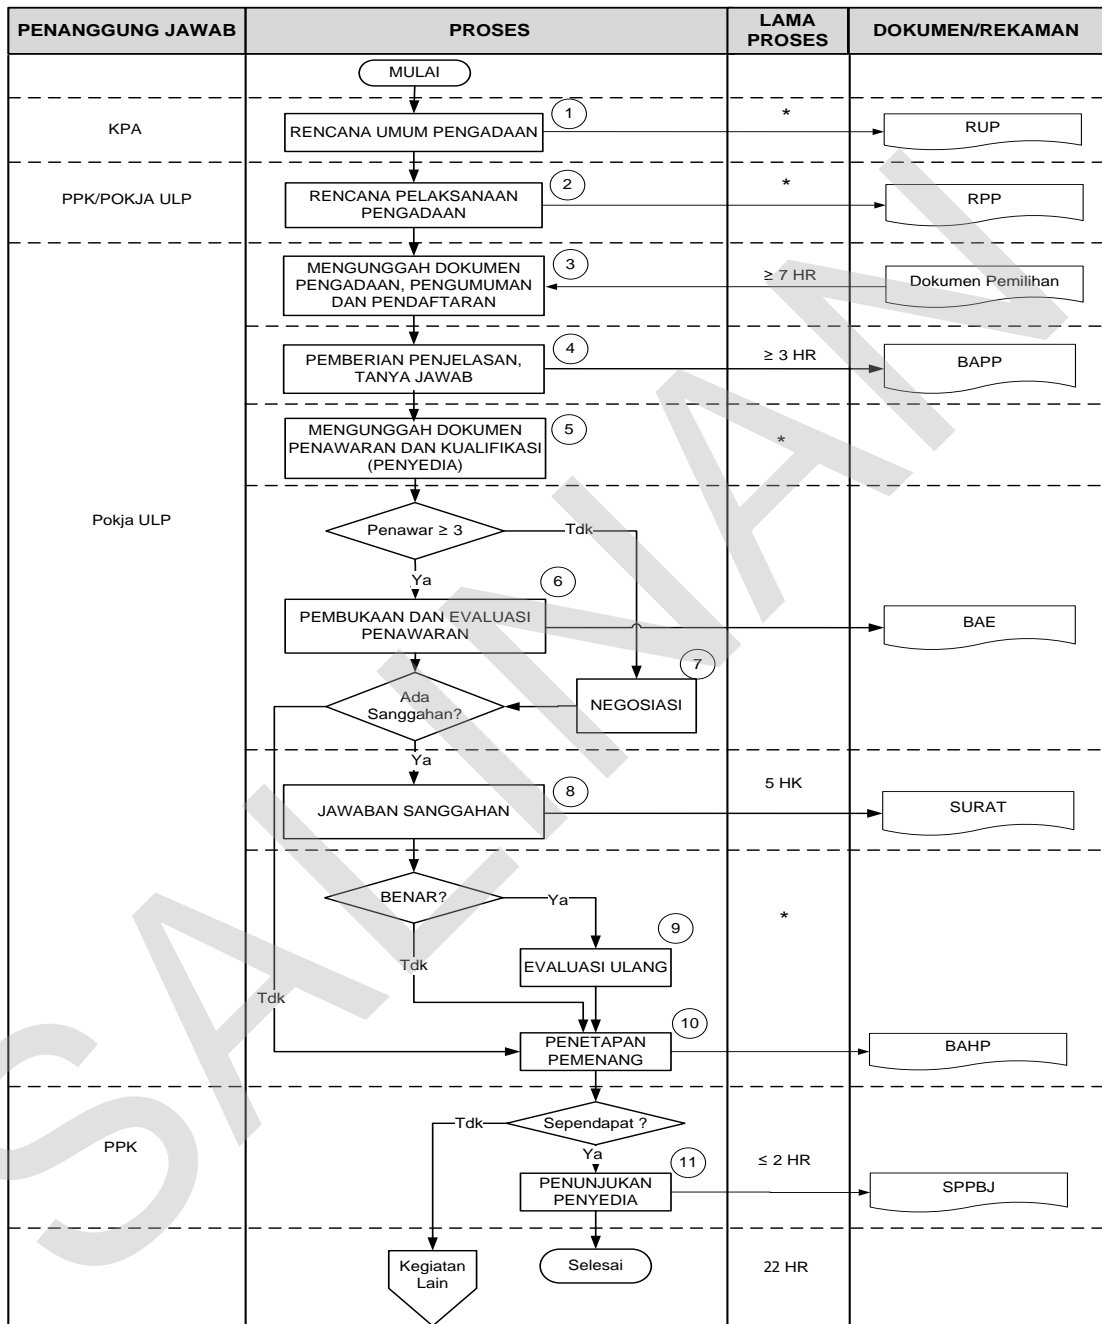 PENANGGUNG JAWAB
PROSES
LAMA
PROSES
DOKUMEN/REKAMAN
MULAI
KPA
1
RENCANA UMUM PENGADAAN
*
RUP
PPK/POKJA ULP
2
RENCANA PELAKSANAAN
PENGADAAN
*
RPP
3
MENGUNGGAH DOKUMEN
PENGADAAN, PENGUMUMAN
DAN PENDAFTARAN
≥ 7 HR
Dokumen Pemilihan
4
PEMBERIAN PENJELASAN,
TANYA JAWAB
≥ 3 HR
BAPP
5
MENGUNGGAH DOKUMEN
PENAWARAN DAN KUALIFIKASI
(PENYEDIA)
*
Pokja ULP
Penawar ≥ 3
Tdk
Ya
6
PEMBUKAAN DAN EVALUASI
PENAWARAN
BAE
7
NEGOSIASI
Ada
Sanggahan?
Ya
8
JAWABAN SANGGAHAN
5 HK
SURAT
BENAR?
Ya
*
9
EVALUASI ULANG
Tdk
Tdk
10
PENETAPAN
PEMENANG
BAHP
PPK
Sependapat ?
Tdk
Ya
11
PENUNJUKAN
PENYEDIA
≤ 2 HR
SPPBJ
Kegiatan
Lain
Selesai
22 HR
SALINAN